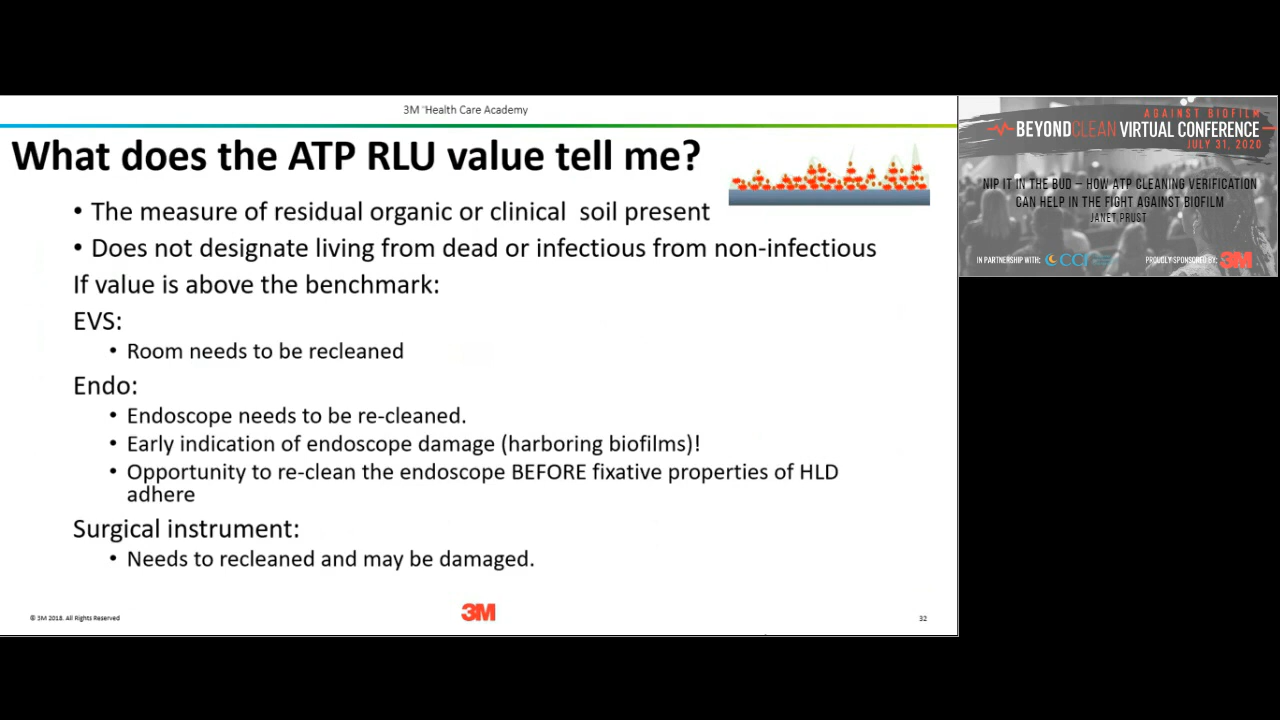 3M "Health Care Academy
What does the ATP RLU value tell me?
• The measure of residual organic or clinical soil present
• Does not designate living from dead or infectious from non-infectious
If value is above the benchmark:
EVS:
• Room needs to be recleaned
Endo:
• Endoscope needs to be re-cleaned.
• Early indication of endoscope damage (harboring biofilms)!
• Opportunity to re-clean the endoscope BEFORE fixative properties of HLD
adhere
Surgical instrument:
• Needs to recleaned and may be damaged.
© 3M 2018. All Rights Reserved
3M
32
AGAINST BIOFILM
BEYONDCLEAN VIRTUAL CONFERENCE
JULY 31, 2020
NIP IT IN THE BUD – HOW ATP CLEANING VERIFICATION
CAN HELP IN THE FIGHT AGAINST BIOFILM
JANET PRUST
IN PARTNERSHIP WITH:
PROUDLY SPONSORED BY: 3M